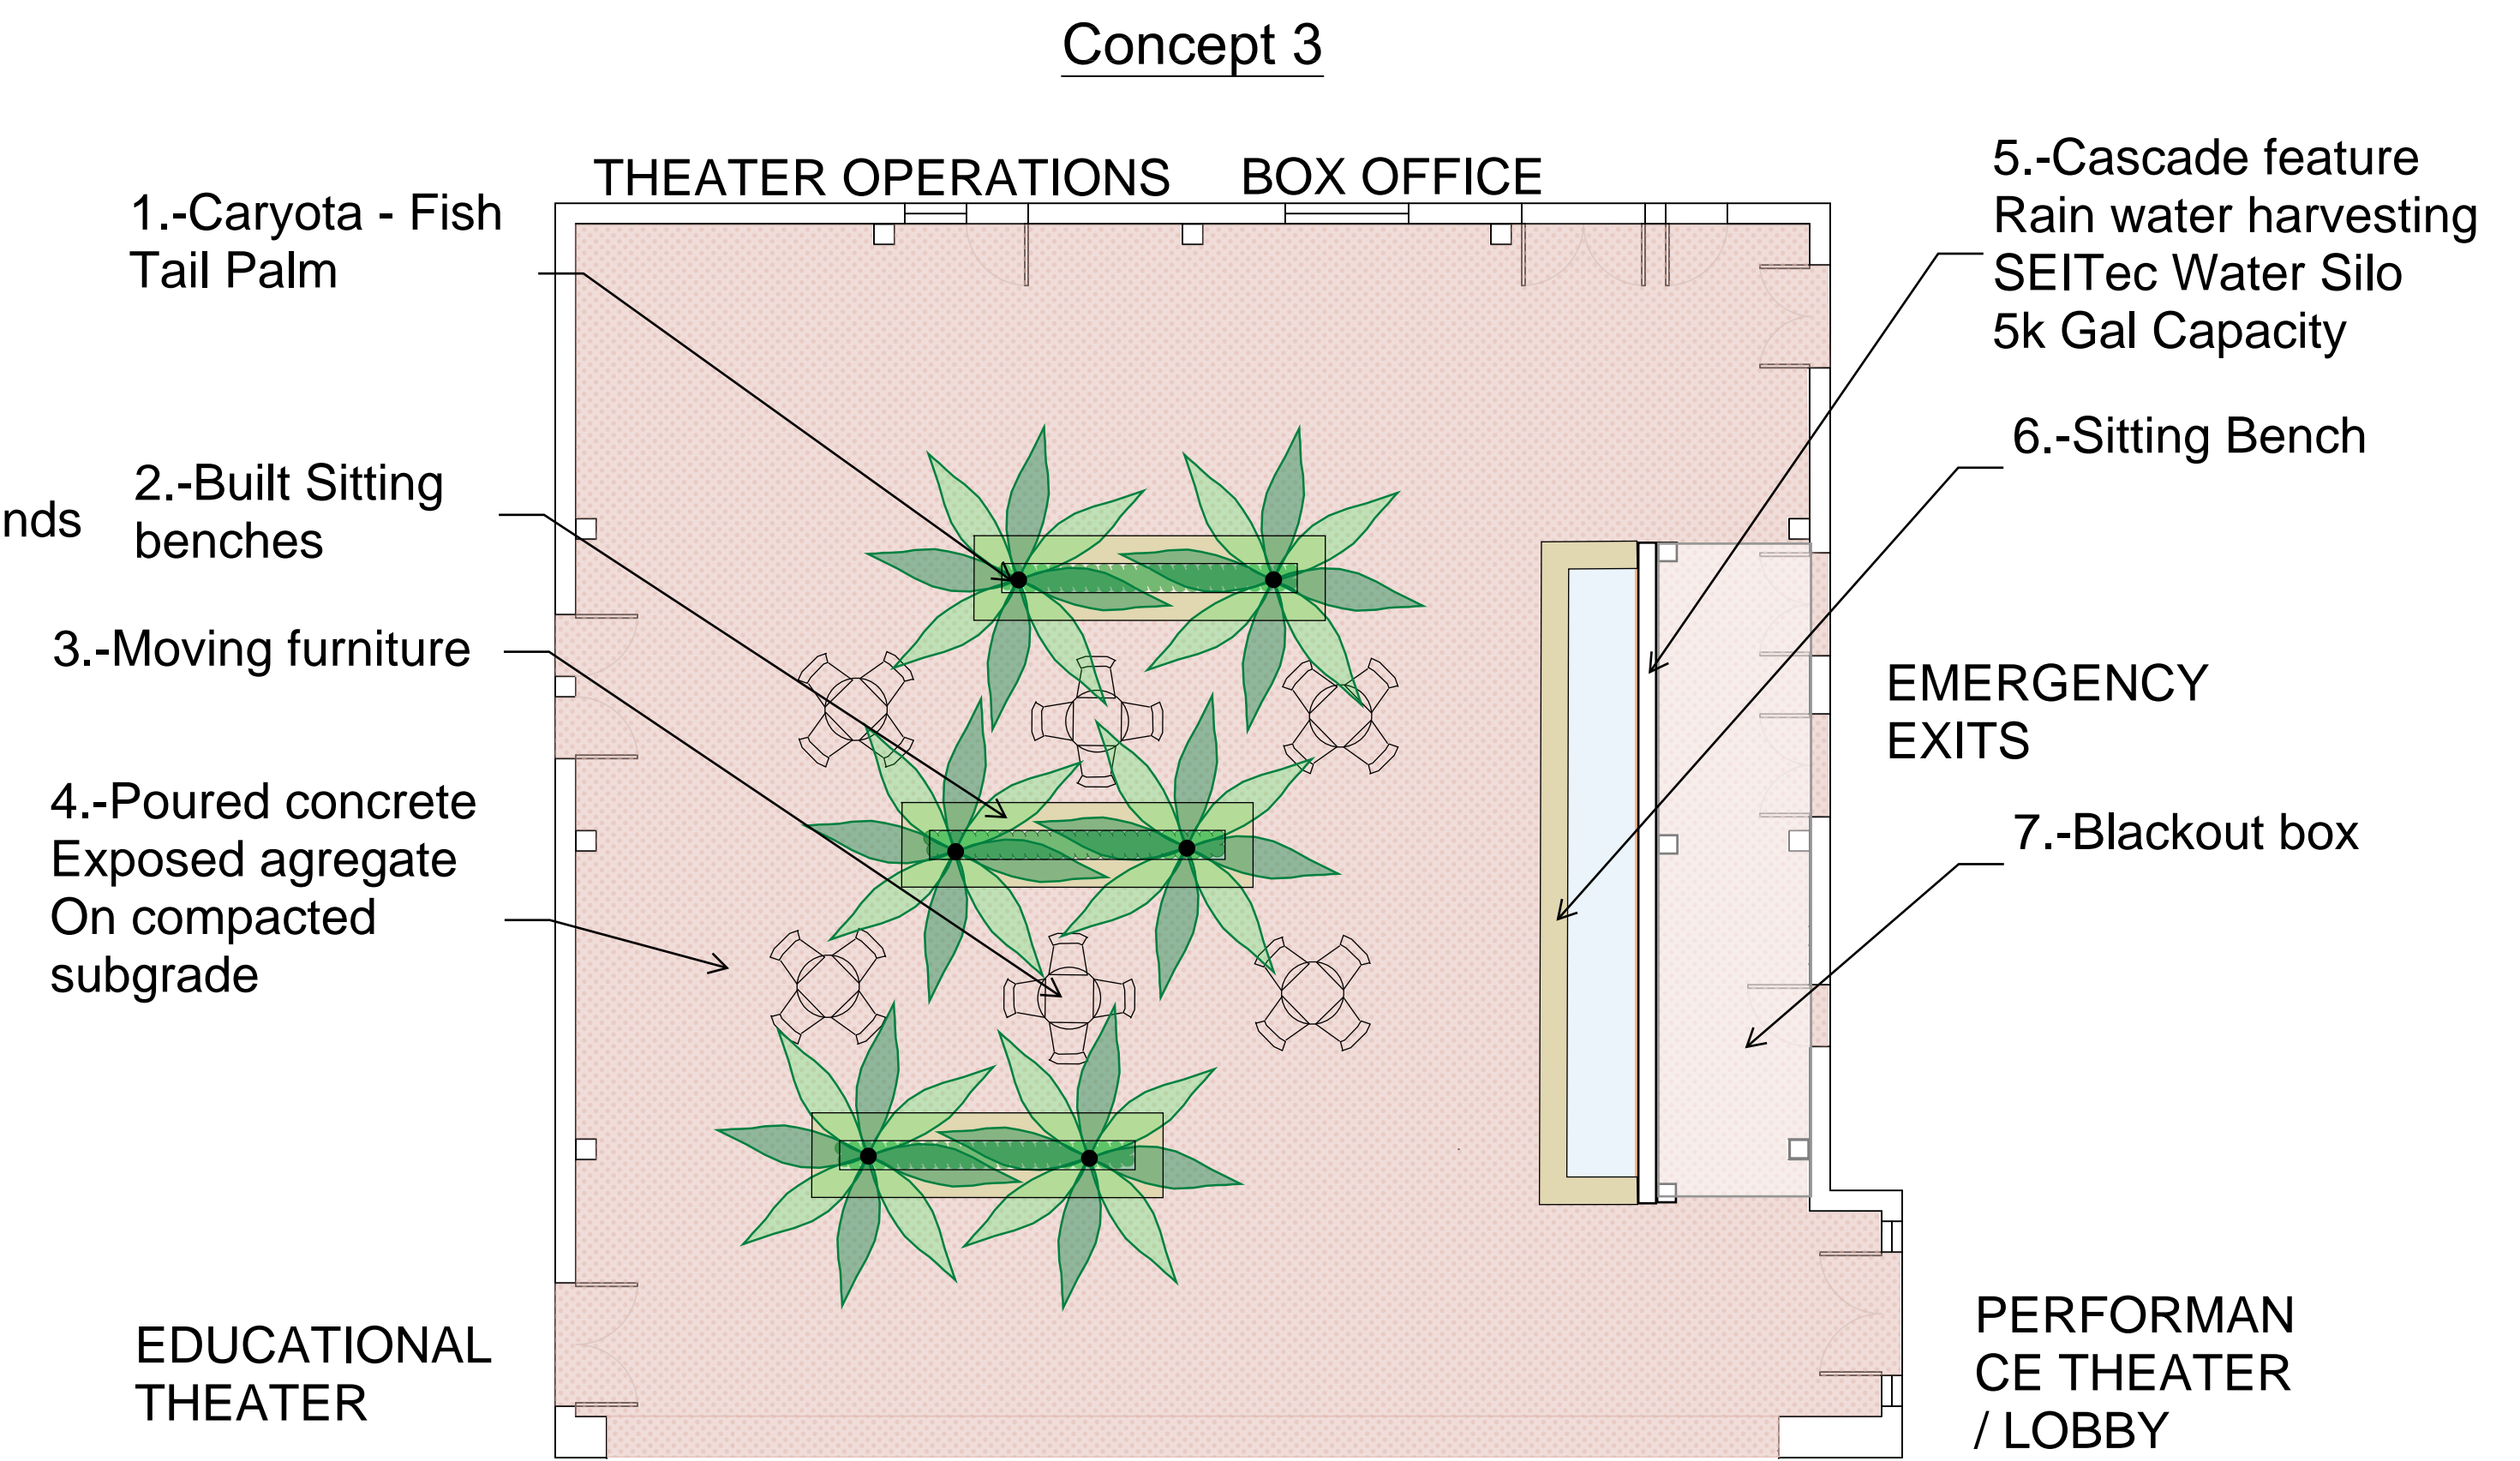 Concept 3
THEATER OPERATIONS
BOX OFFICE
1.-Caryota - Fish
Tail Palm
nds
2.-Built Sitting
benches
3.-Moving furniture
4.-Poured concrete
Exposed agregate
On compacted
subgrade
EDUCATIONAL
THEATER
5.-Cascade feature
Rain water harvesting
SEITec Water Silo
5k Gal Capacity
6.-Sitting Bench
EMERGENCY
EXITS
7.-Blackout box
PERFORMAN
CE THEATER
/ LOBBY